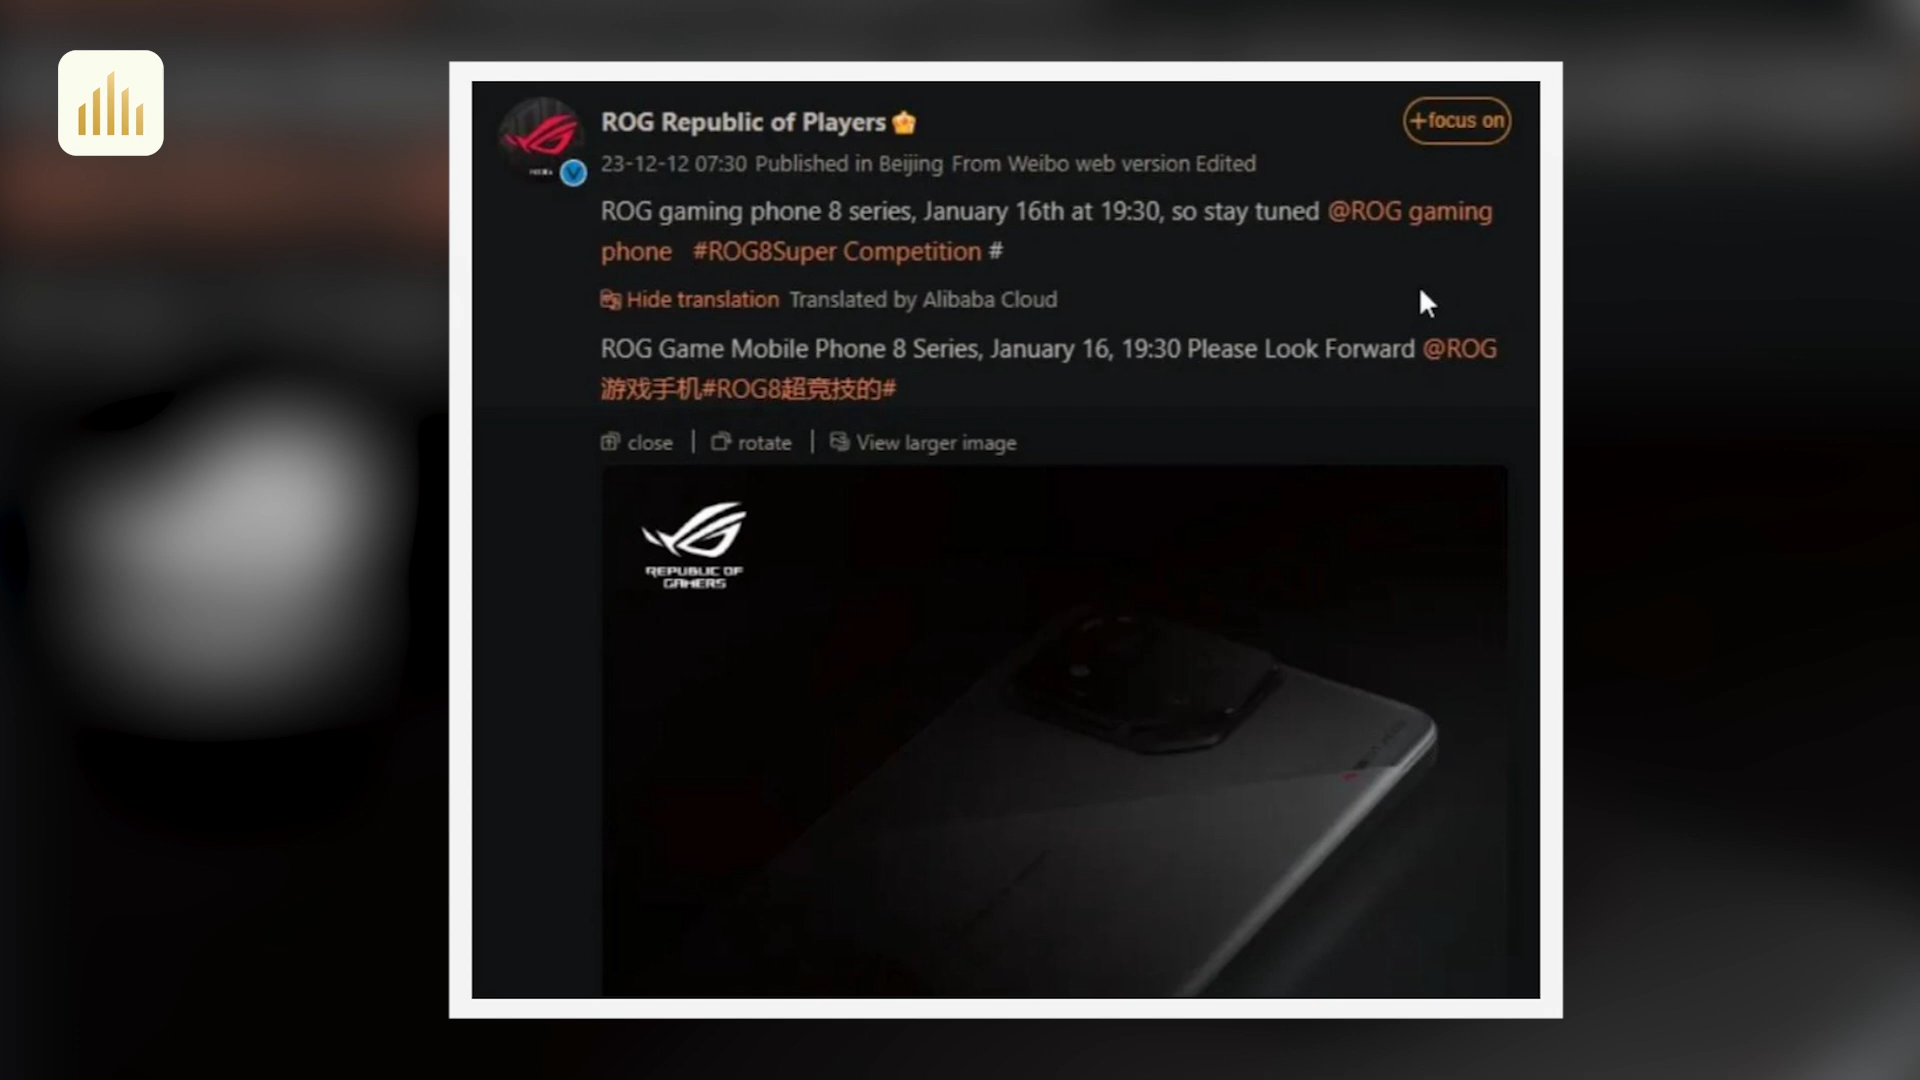 ROG Republic of Players
+focus on
23-12-12 07:30 Published in Beijing From Weibo web version Edited
ROG gaming phone 8 series, January 16th at 19:30, so stay tuned @ROG gaming
phone #ROG8Super Competition #
Hide translation Translated by Alibaba Cloud
ROG Game Mobile Phone 8 Series, January 16, 19:30 Please Look Forward @ROG
游戏手机#ROG8超竞技的#
close | rotate | View larger image
REPUBLIC OF
GAMERS